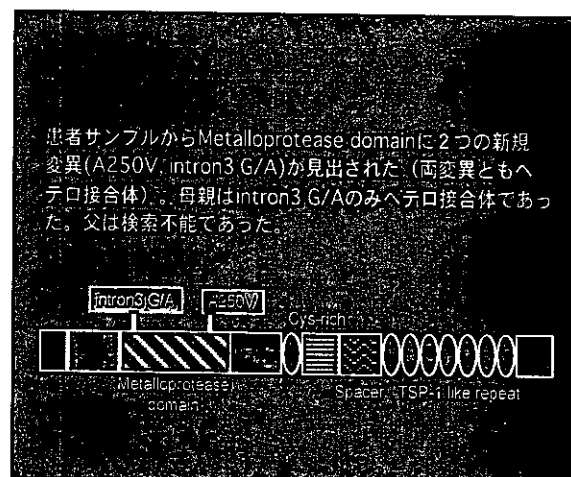 患者サンプルからMetalloprotease domainに2つの新規
変異(A250V, intron3 G/A)が見出された（両変異ともヘ
テロ接合体）。母親はintron3 G/Aのみヘテロ接合体であっ
た。父は検索不能であった。
intron3 G/A A250V
Cys-rich
Metalloprotease Spacer TSP-1 like repeat
domain